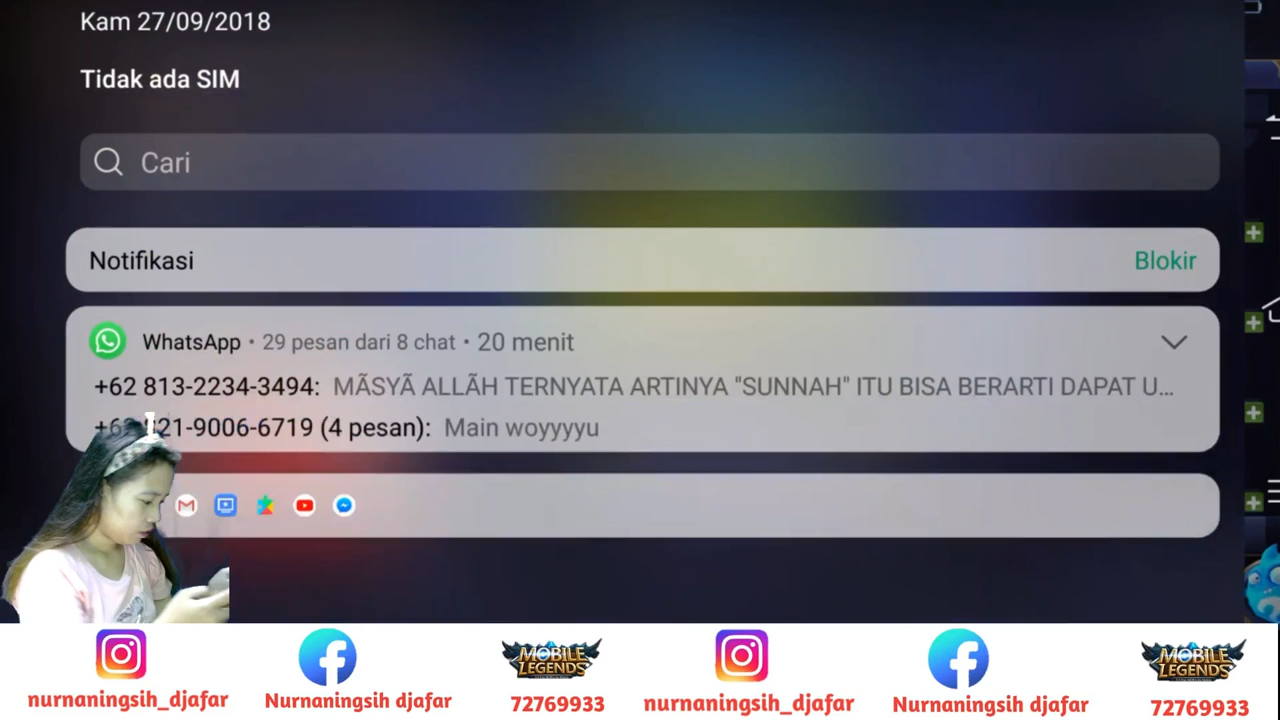 Kam 27/09/2018
Tidak ada SIM
Cari
Notifikasi
Blokir
WhatsApp • 29 pesan dari 8 chat • 20 menit
+62 813-2234-3494: MÃSYÃ ALLÃH TERNYATA ARTINYA "SUNNAH" ITU BISA BERARTI DAPAT U...
+62 821-9006-6719 (4 pesan): Main woyyyyu
MOBILE LEGENDS
MOBILE LEGENDS
nurnaningsih_djafar
Nurnaningsih djafar
72769933
nurnaningsih_djafar
Nurnaningsih djafar
72769933